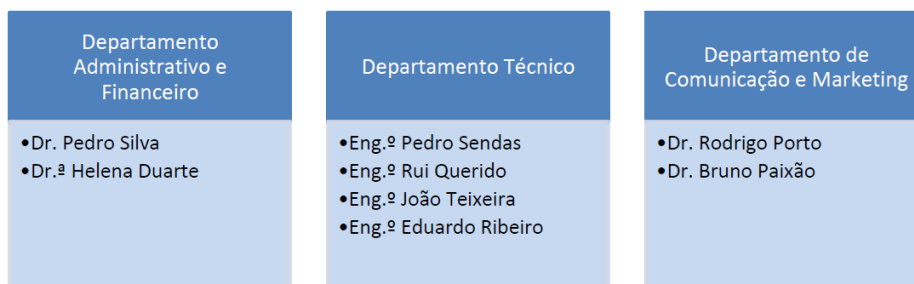 Departamento
Administrativo e
Financeiro
•Dr. Pedro Silva
•Dr.ª Helena Duarte
Departamento Técnico
•Eng.º Pedro Sendas
•Eng.º Rui Querido
•Eng.º João Teixeira
•Eng.º Eduardo Ribeiro
Departamento de
Comunicação e Marketing
•Dr. Rodrigo Porto
•Dr. Bruno Paixão